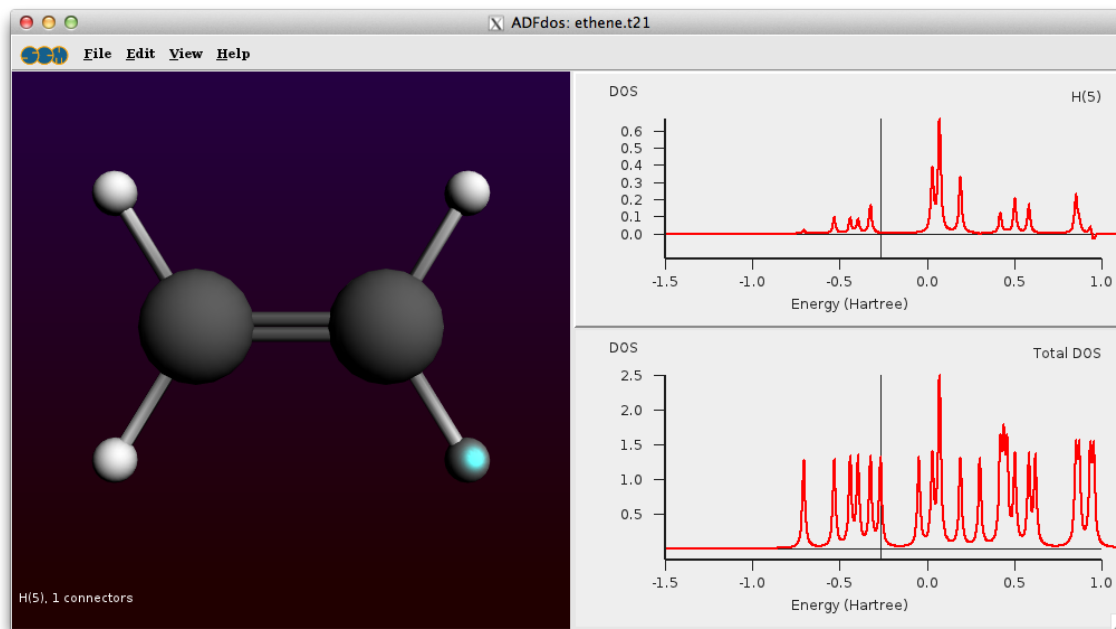 X ADFdos: ethene.t21
SCM File Edit View Help
DOS
H(5)
0.6
0.5
0.4
0.3
0.2
0.1
0.0
-1.5 -1.0 -0.5 0.0 0.5 1.0
Energy (Hartree)
DOS
Total DOS
2.5
2.0
1.5
1.0
0.5
-1.5 -1.0 -0.5 0.0 0.5 1.0
Energy (Hartree)
H(5), 1 connectors